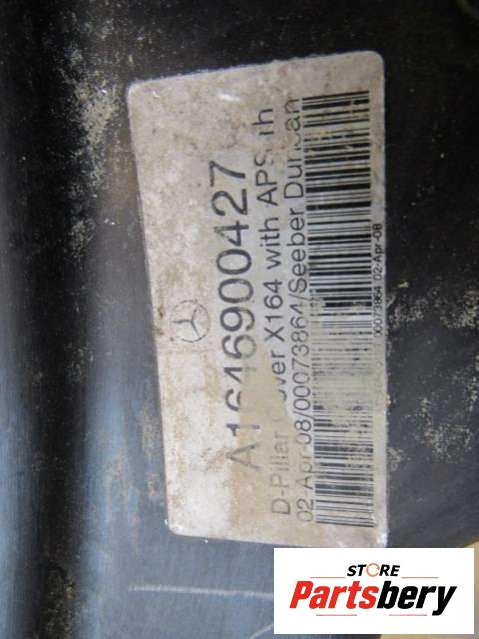 A1646900427
D-Pillar Cover X164 with APS rh
02-Apr-08/00073864/Seeber Duncan
00073864 02-Apr-08
STORE
Partsbery